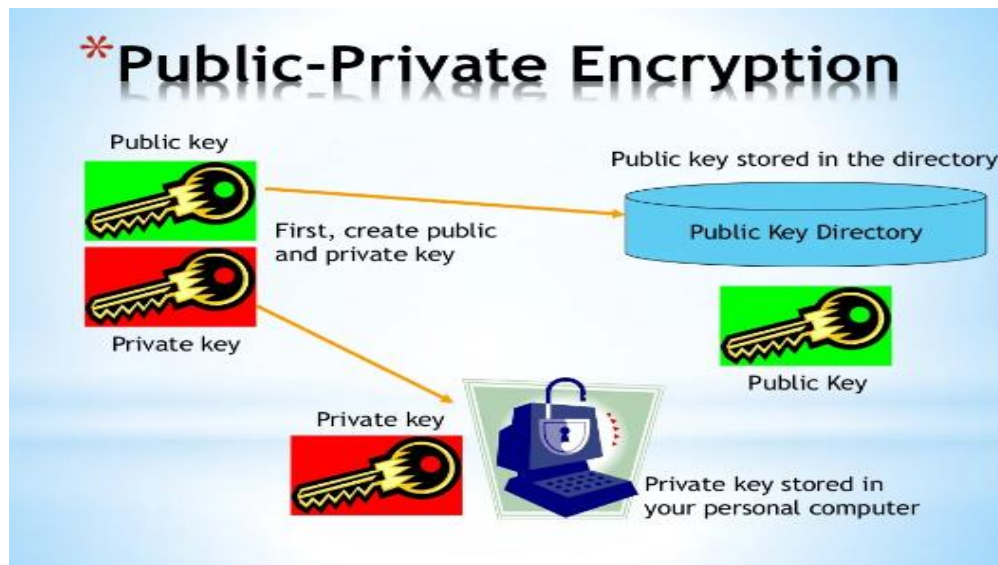 *Public-Private Encryption
Public key
Public key stored in the directory
First, create public
and private key
Public Key Directory
Private key
Public Key
Private key
Private key stored in
your personal computer